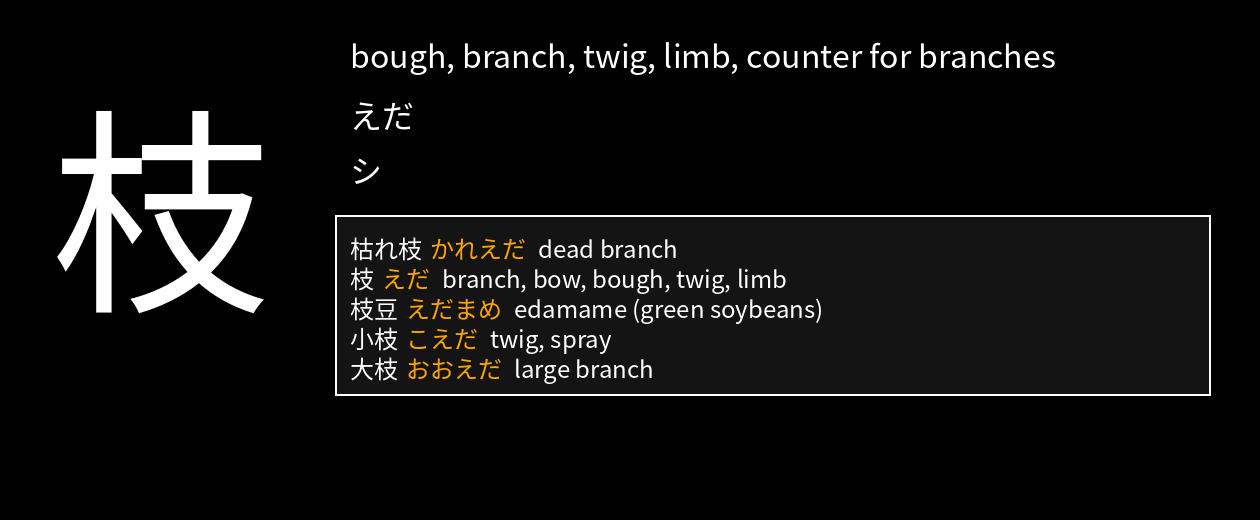 枝
bough, branch, twig, limb, counter for branches
えだ
シ
枯れ枝 かれえだ dead branch
枝 えだ branch, bow, bough, twig, limb
枝豆 えだまめ edamame (green soybeans)
小枝 こえだ twig, spray
大枝 おおえだ large branch